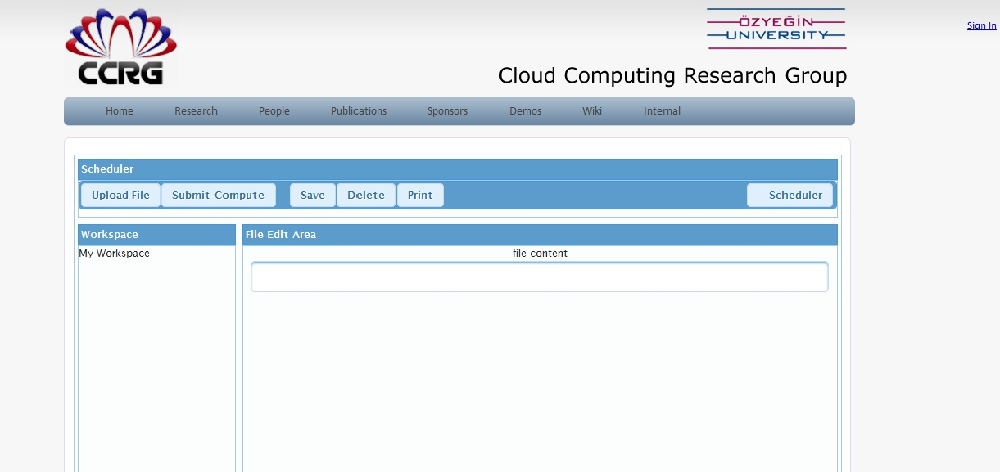 CCRG
ÖZYEĞİN
UNIVERSITY
Sign In
Cloud Computing Research Group
Home Research People Publications Sponsors Demos Wiki Internal
Scheduler
Upload File Submit-Compute Save Delete Print Scheduler
Workspace
My Workspace
File Edit Area
file content